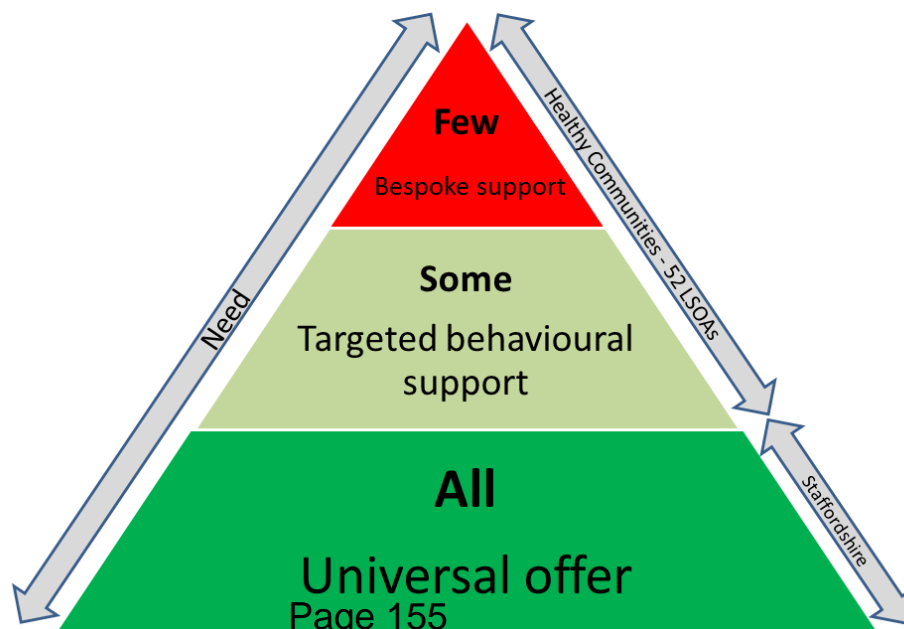 Few
Bespoke support
Some
Targeted behavioural
support
All
Universal offer
Need
Healthy Communities - 52 LSOAs
Staffordshire
Page 155